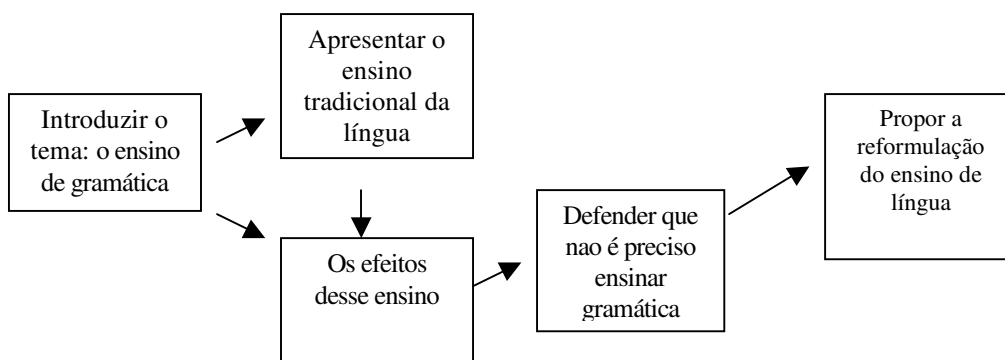 Introduzir o
tema: o ensino
de gramática
Apresentar o
ensino
tradicional da
língua
Os efeitos
desse ensino
Defender que
nao é preciso
ensinar
gramática
Propor a
reformulação
do ensino de
língua